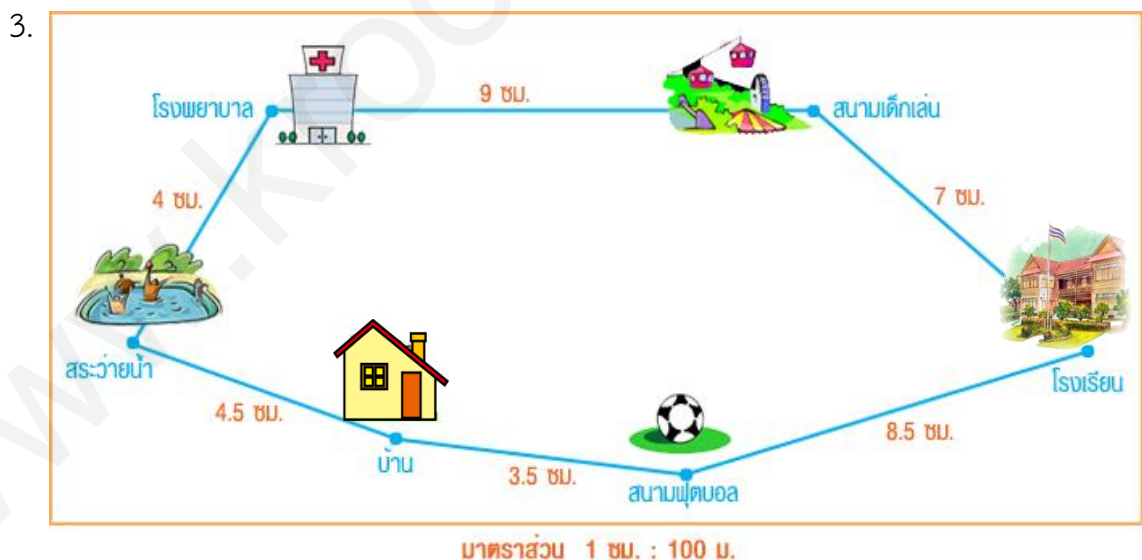 3.
9 ซม.
โรงพยาบาล
สนามเด็กเล่น
4 ซม.
7 ซม.
สระว่ายน้ำ
โรงเรียน
4.5 ซม.
8.5 ซม.
บ้าน
3.5 ซม.
สนามฟุตบอล
มาตราส่วน 1 ซม. : 100 ม.